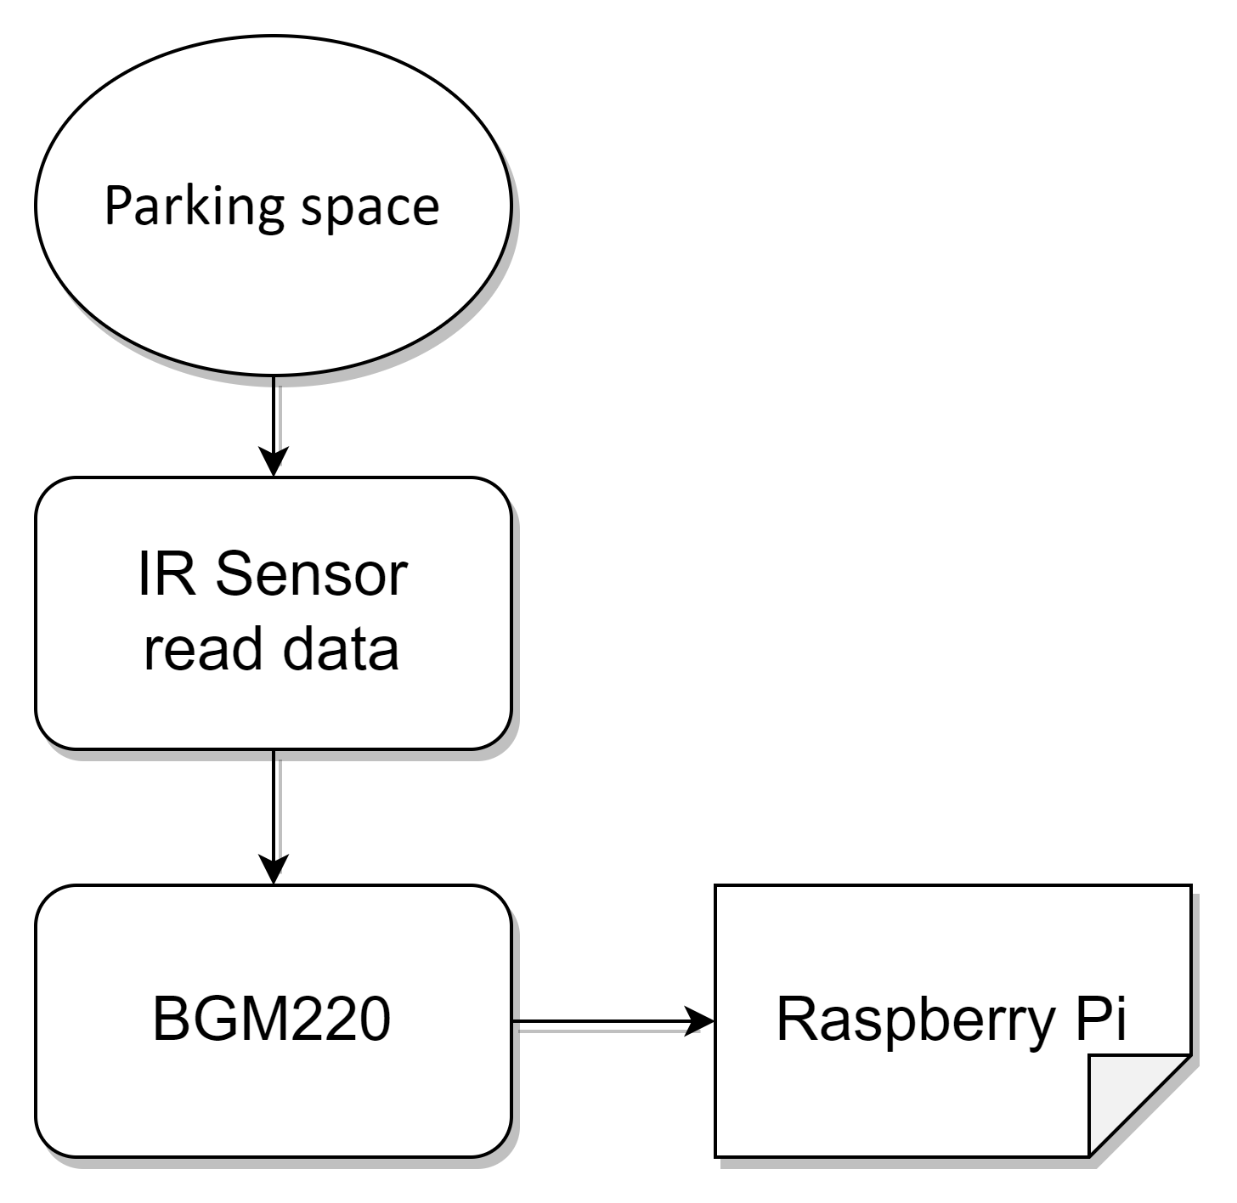 Parking space
IR Sensor
read data
BGM220
Raspberry Pi